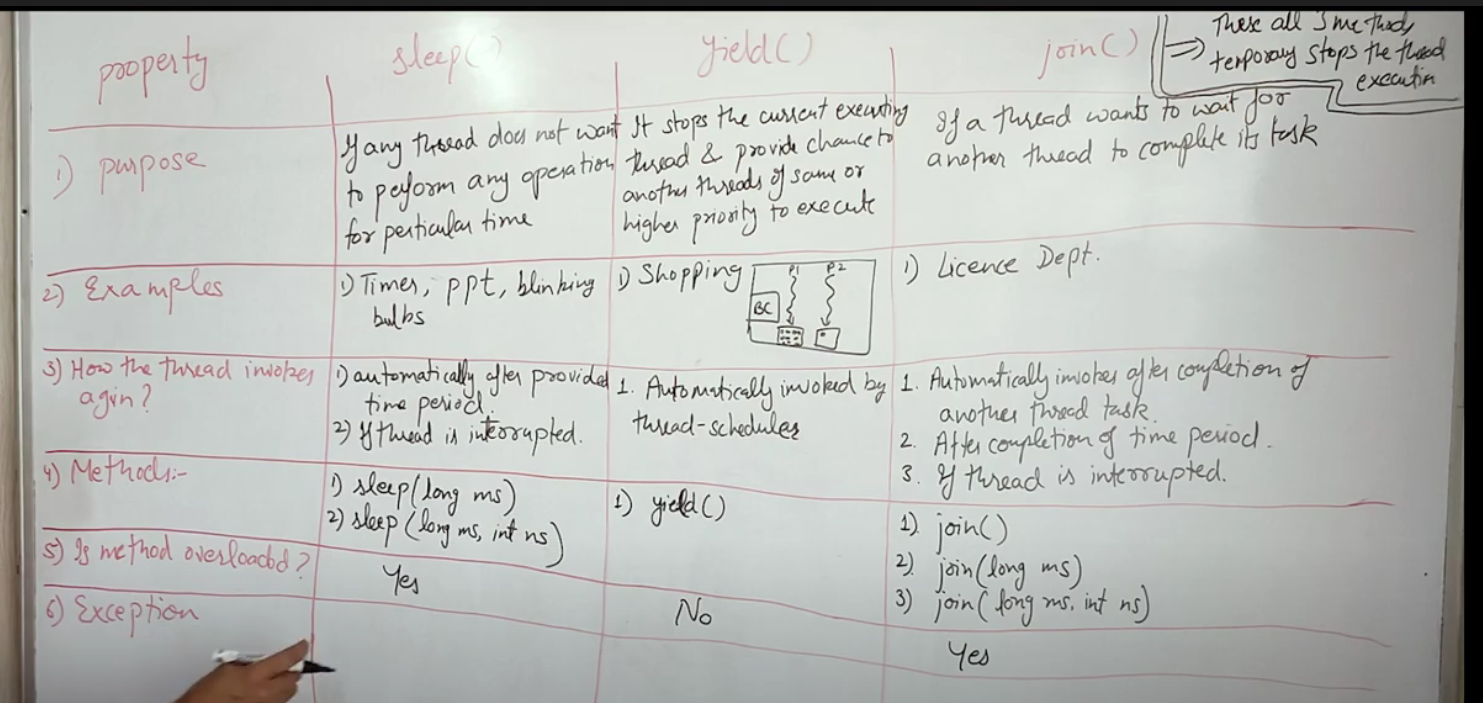 property
sleep()
yield()
join()
These all 3 methods
⇒ temporary stops the thread
execution
1) purpose
If any thread does not want
to perform any operation
for perticular time
It stops the current executing
thread & provide chance to
another threads of same or
higher priority to execute
If a thread wants to wait for
another thread to complete its task
2) Examples
1) Timer, ppt, blinking
bulbs
1) Shopping
P1 P2
BC
1) Licence Dept.
3) How the thread invokes
agin?
1) automatically after provided
time period.
2) If thread is interrupted.
1. Automatically invoked by
thread-scheduler
1. Automatically invokes after completion of
another thread task.
2. After completion of time period.
3. If thread is interrupted.
4) Methods:-
1) sleep(long ms)
2) sleep (long ms, int ns)
1) yield()
1) join()
2) join(long ms)
3) join(long ms, int ns)
5) Is method overloaded?
Yes
No
Yes
6) Exception